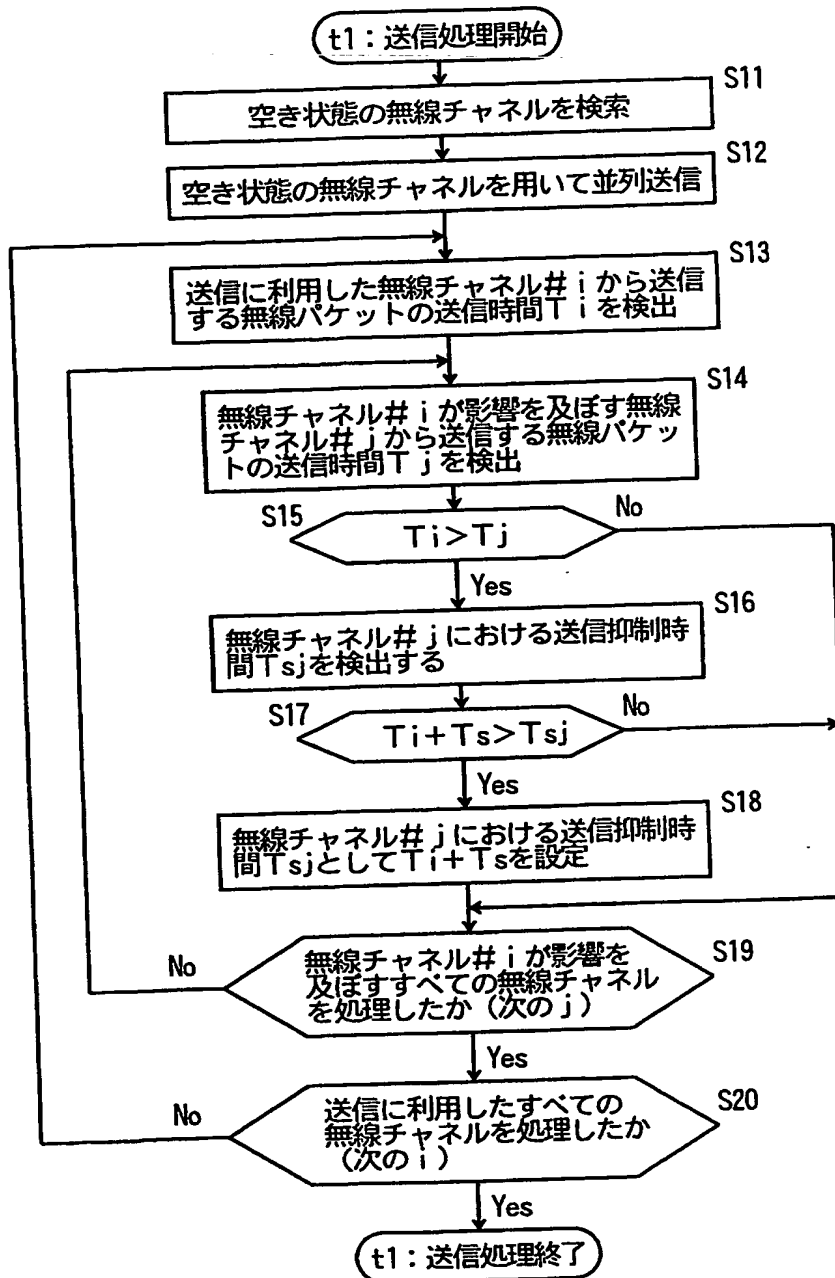 t1：送信処理開始
S11
空き状態の無線チャネルを検索
S12
空き状態の無線チャネルを用いて並列送信
S13
送信に利用した無線チャネル＃ｉから送信
する無線パケットの送信時間Ｔｉを検出
S14
無線チャネル＃ｉが影響を及ぼす無線
チャネル＃ｊから送信する無線パケッ
トの送信時間Ｔｊを検出
S15
Ｔｉ＞Ｔｊ
No
Yes
S16
無線チャネル＃ｊにおける送信抑制時
間Ｔsｊを検出する
S17
Ｔｉ＋Ｔs＞Ｔsｊ
No
Yes
S18
無線チャネル＃ｊにおける送信抑制時
間ＴsｊとしてＴｉ＋Ｔsを設定
S19
無線チャネル＃ｉが影響を
及ぼすすべての無線チャネル
を処理したか（次のｊ）
No
Yes
S20
送信に利用したすべての
無線チャネルを処理したか
（次のｉ）
No
Yes
t1：送信処理終了